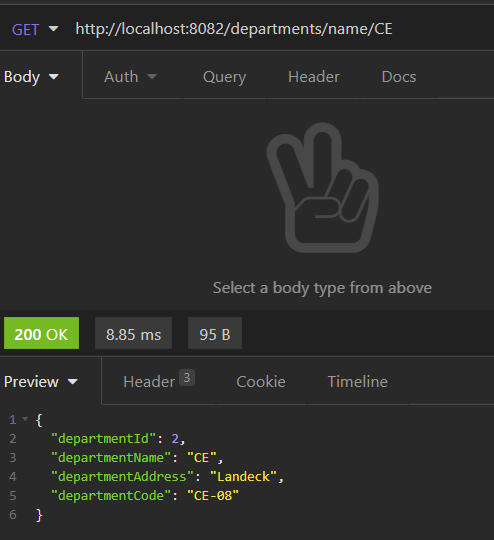 GET http://localhost:8082/departments/name/CE
Body Auth Query Header Docs
Select a body type from above
200 OK 8.85 ms 95 B
Preview Header 3 Cookie Timeline
1 {
2 "departmentId": 2,
3 "departmentName": "CE",
4 "departmentAddress": "Landeck",
5 "departmentCode": "CE-08"
6 }